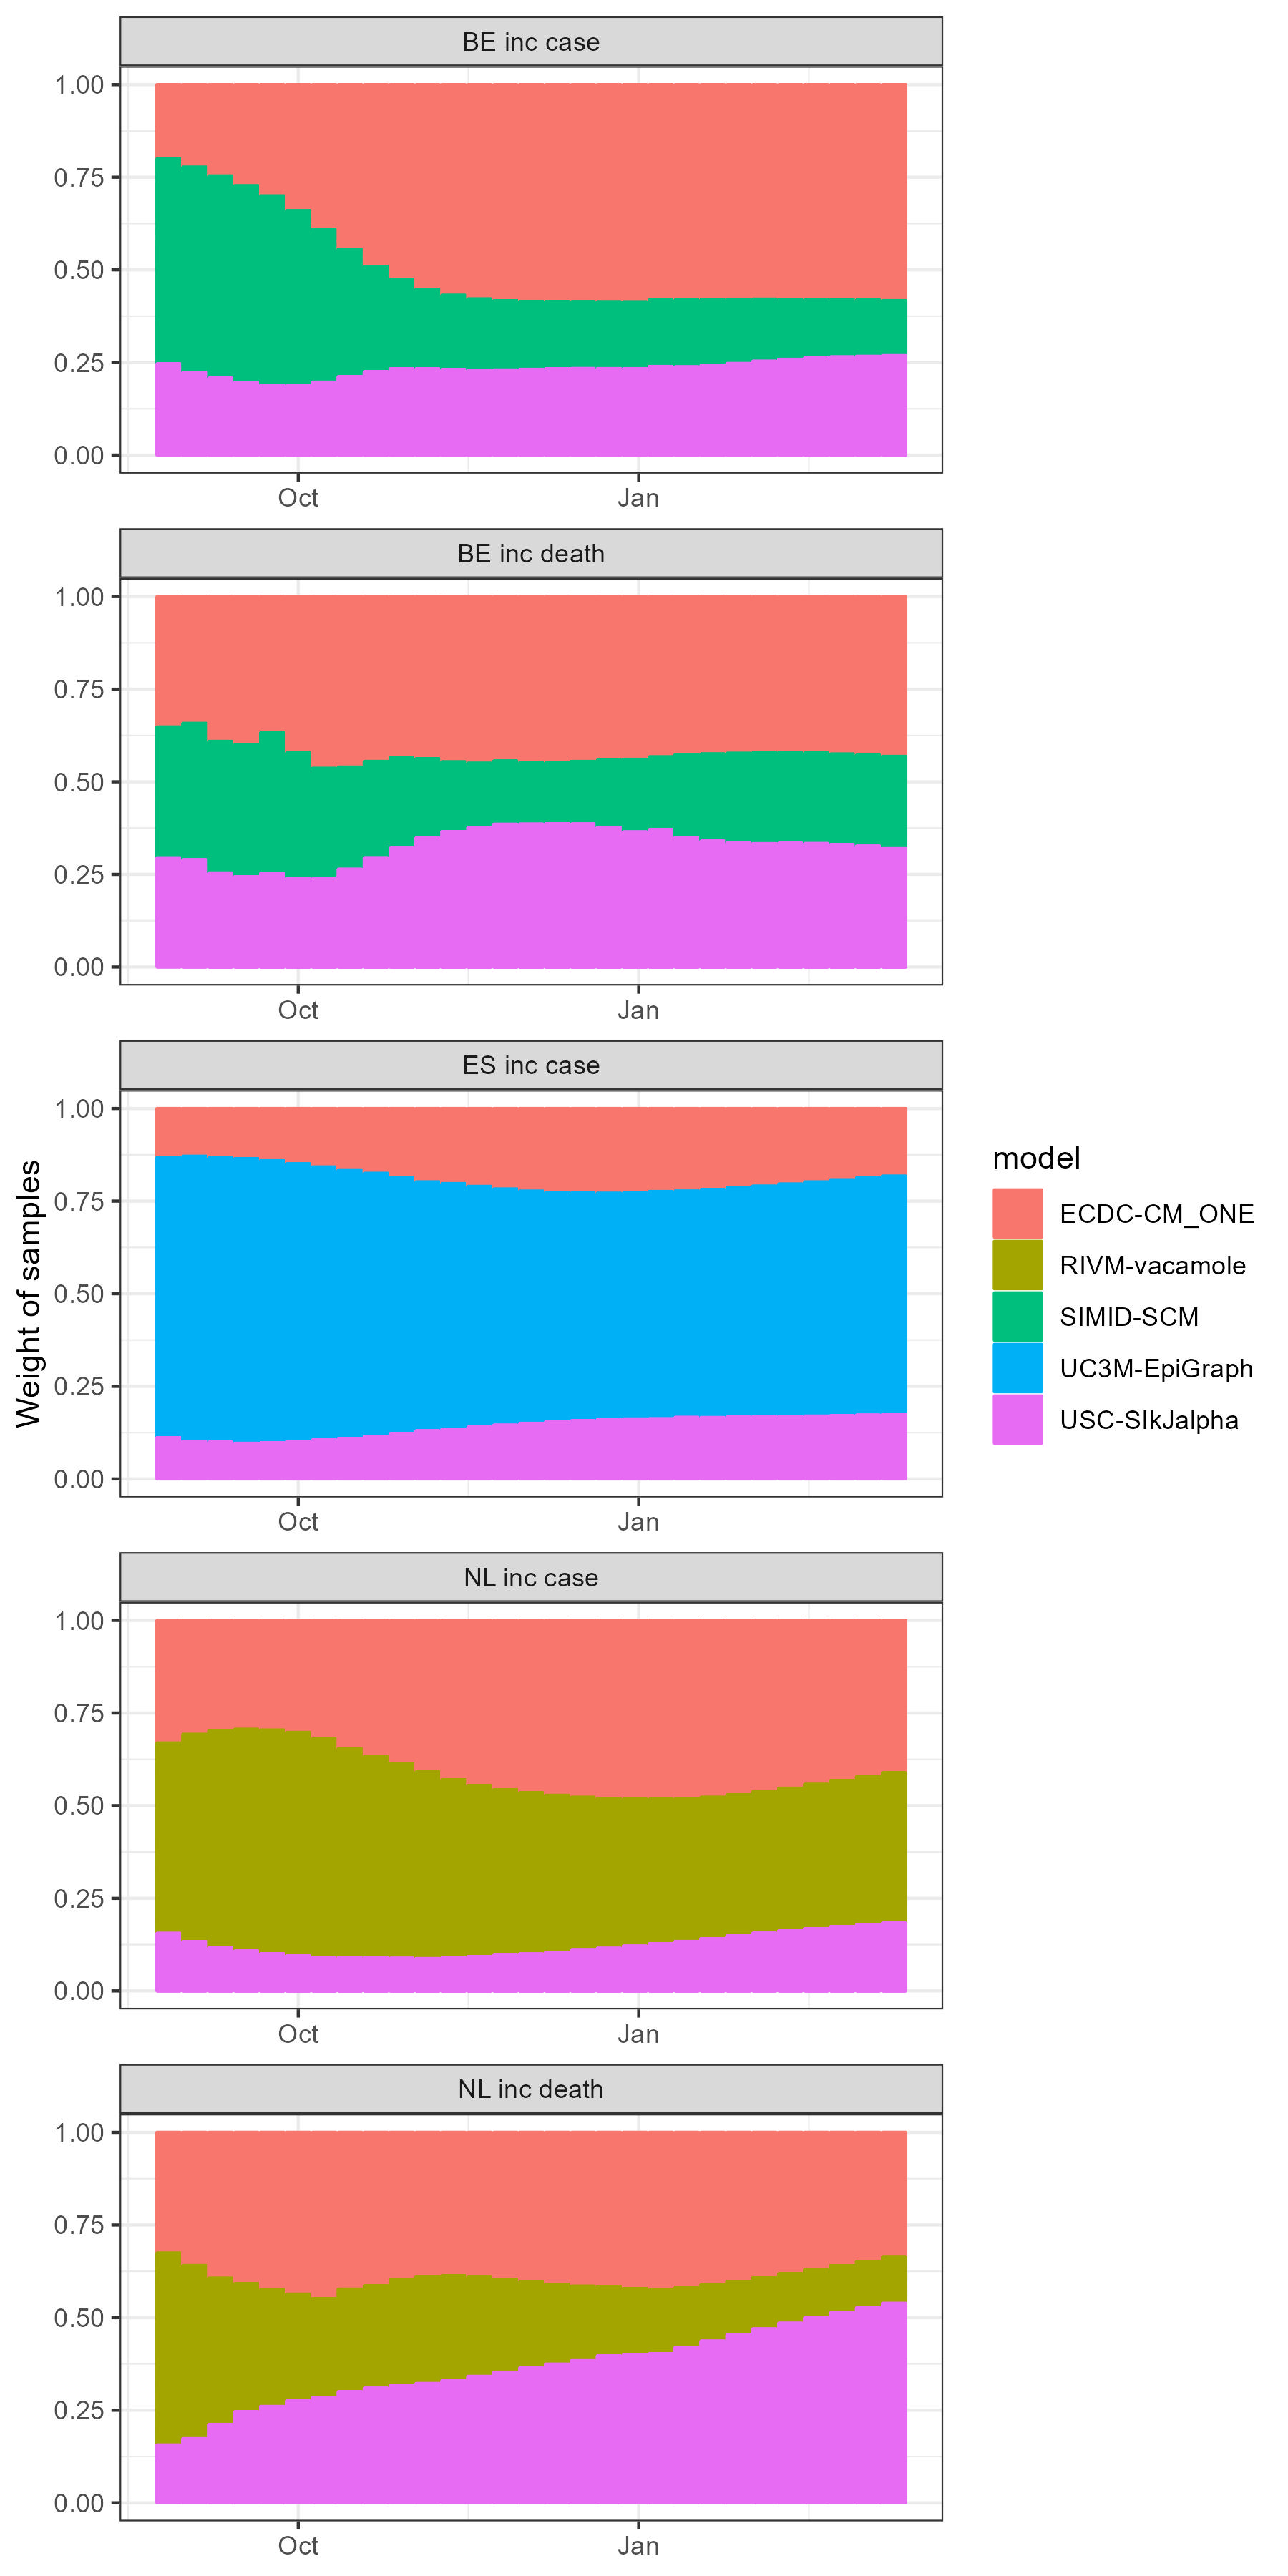 BE inc case
1.00
0.75
0.50
0.25
0.00
Oct Jan
BE inc death
1.00
0.75
0.50
0.25
0.00
Oct Jan
Weight of samples
ES inc case
1.00
0.75
0.50
0.25
0.00
Oct Jan
model
ECDC-CM_ONE
RIVM-vacamole
SIMID-SCM
UC3M-EpiGraph
USC-SIkJalpha
NL inc case
1.00
0.75
0.50
0.25
0.00
Oct Jan
NL inc death
1.00
0.75
0.50
0.25
0.00
Oct Jan